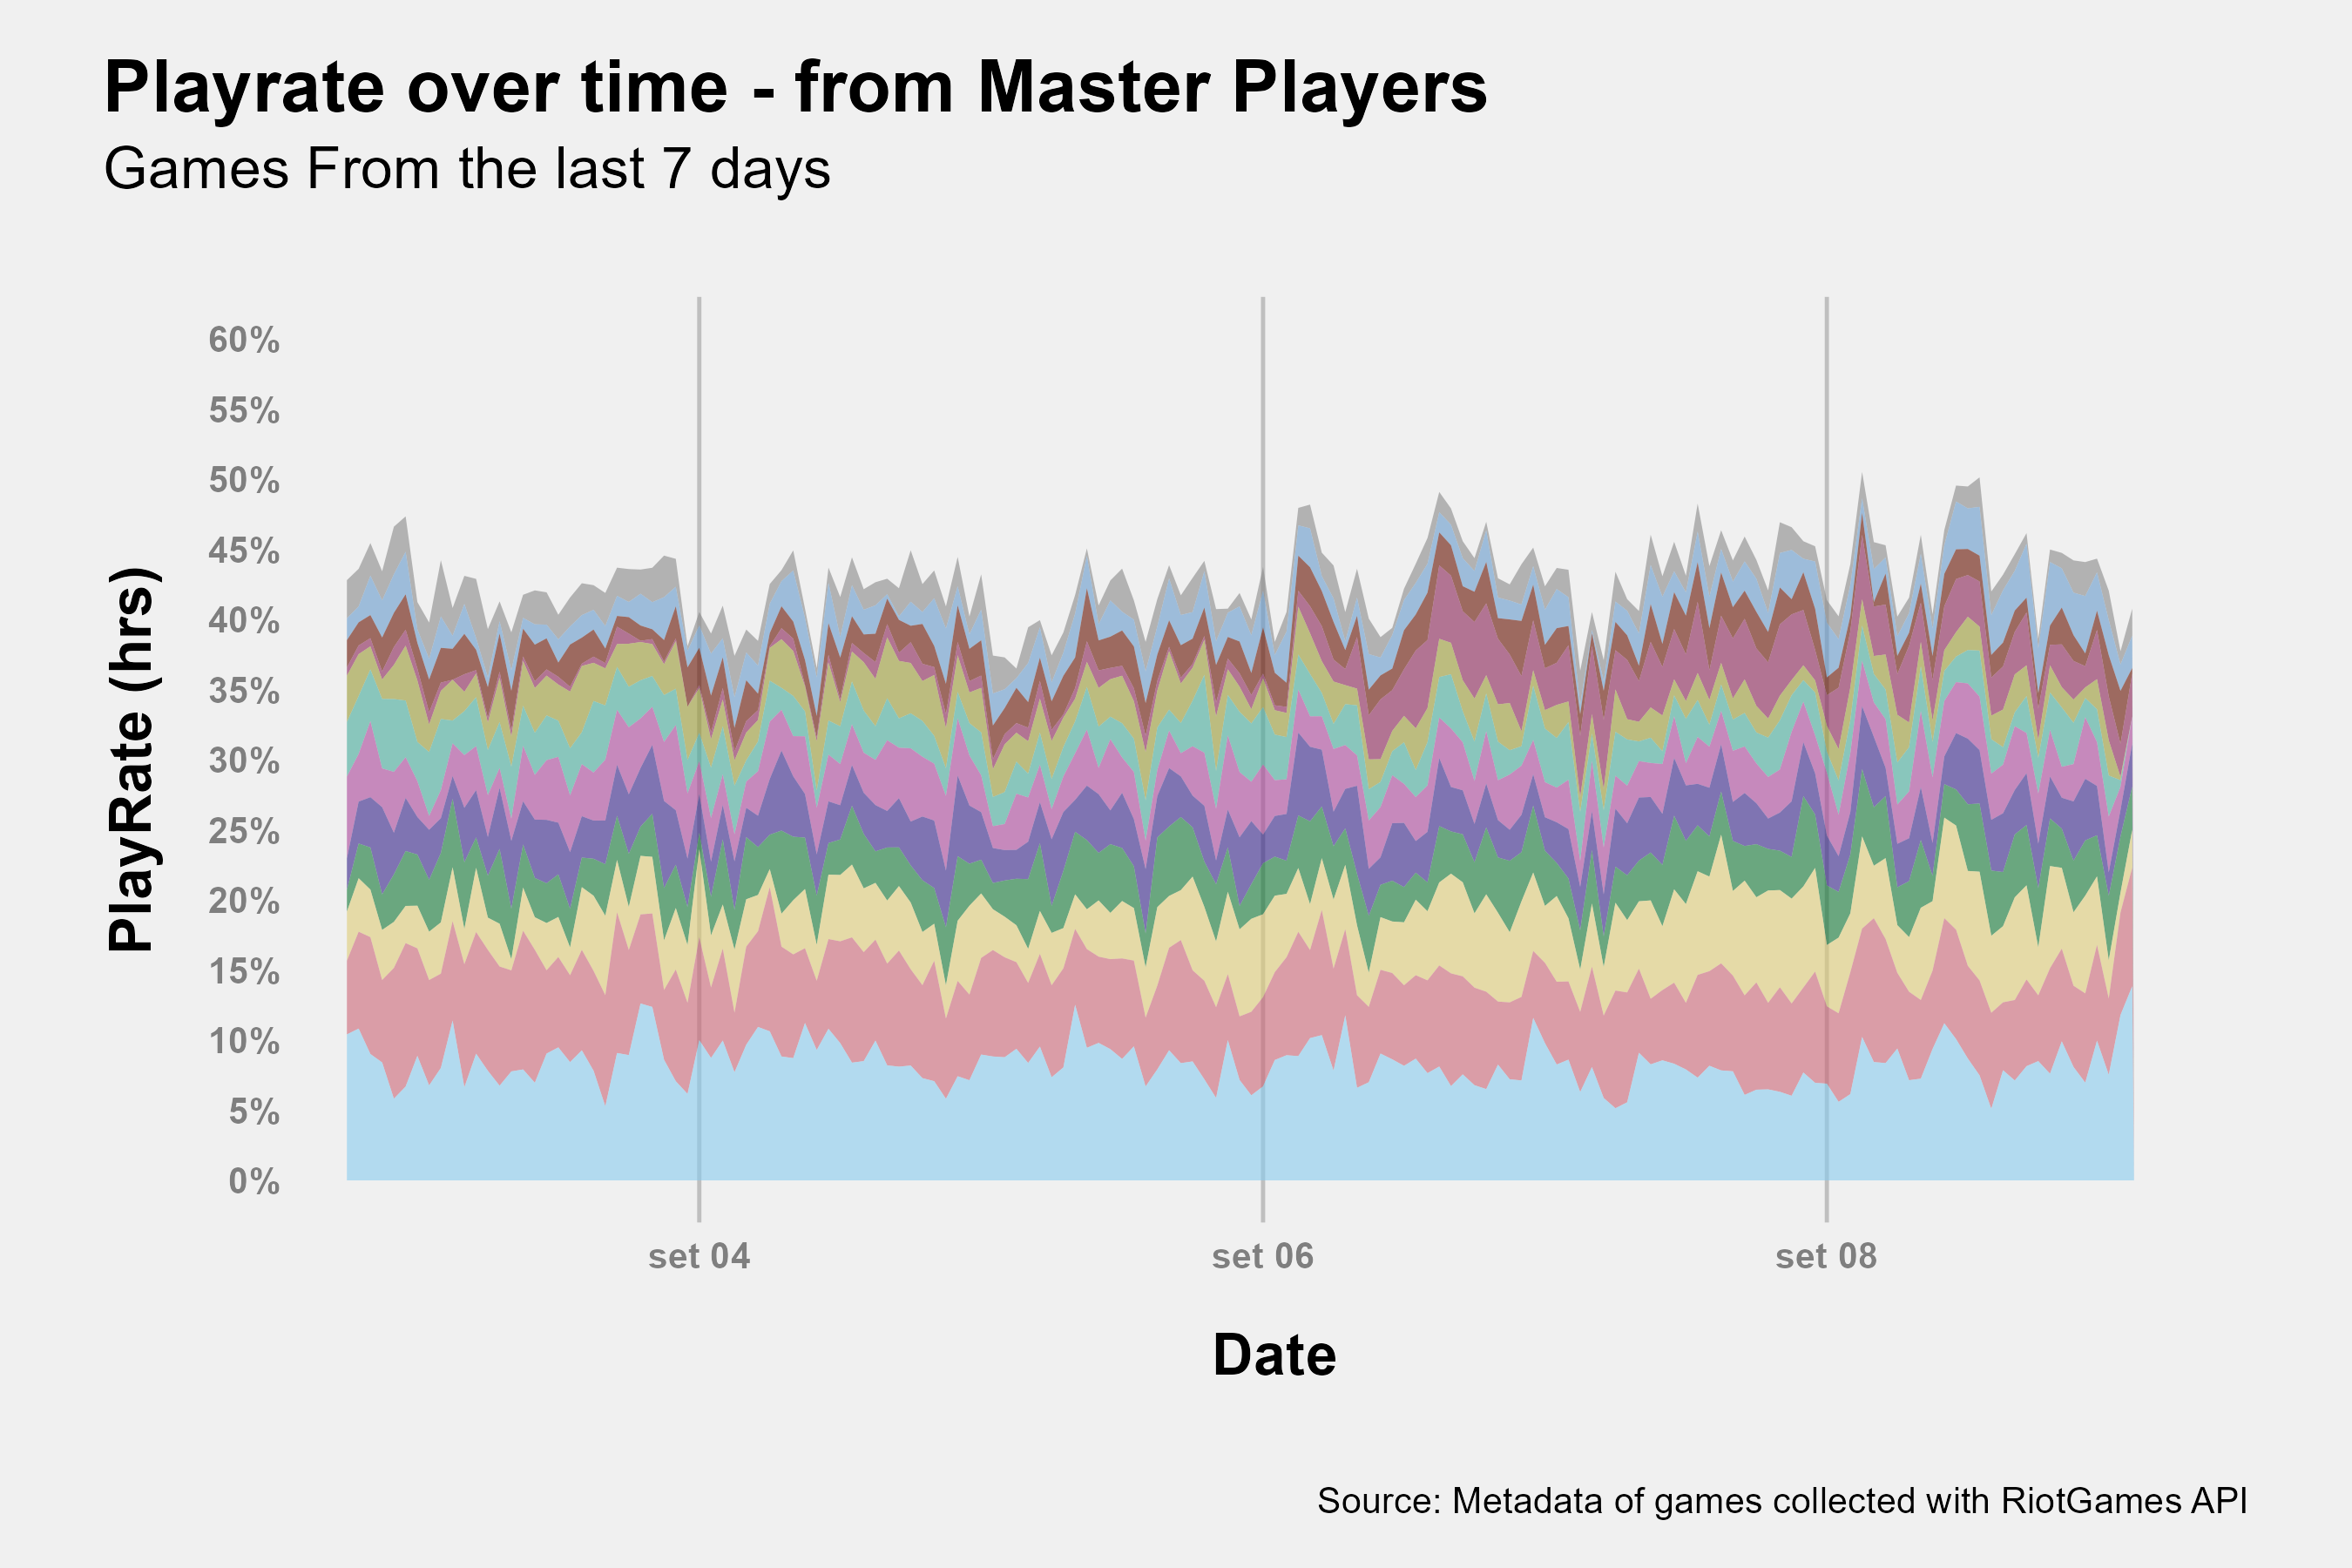 Playrate over time - from Master Players
Games From the last 7 days
60%
55%
50%
45%
40%
35%
30%
25%
20%
15%
10%
5%
0%
PlayRate (hrs)
set 04
set 06
set 08
Date
Source: Metadata of games collected with RiotGames API